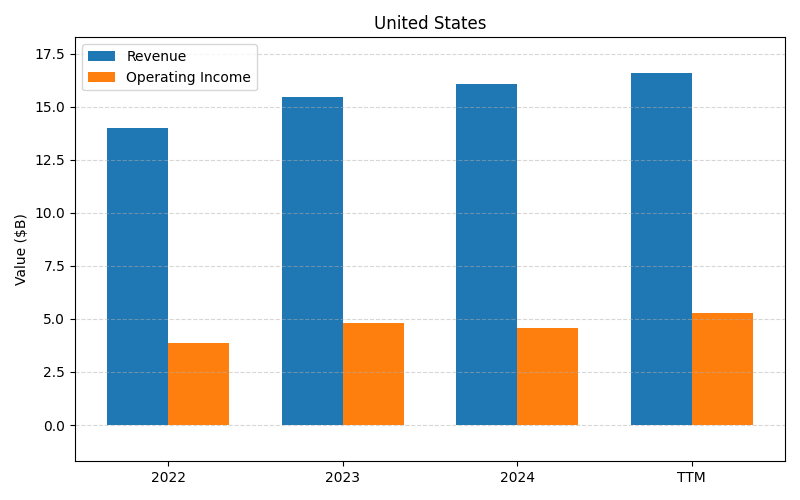 United States
Revenue
Operating Income
Value ($B)
17.5
15.0
12.5
10.0
7.5
5.0
2.5
0.0
2022 2023 2024 TTM